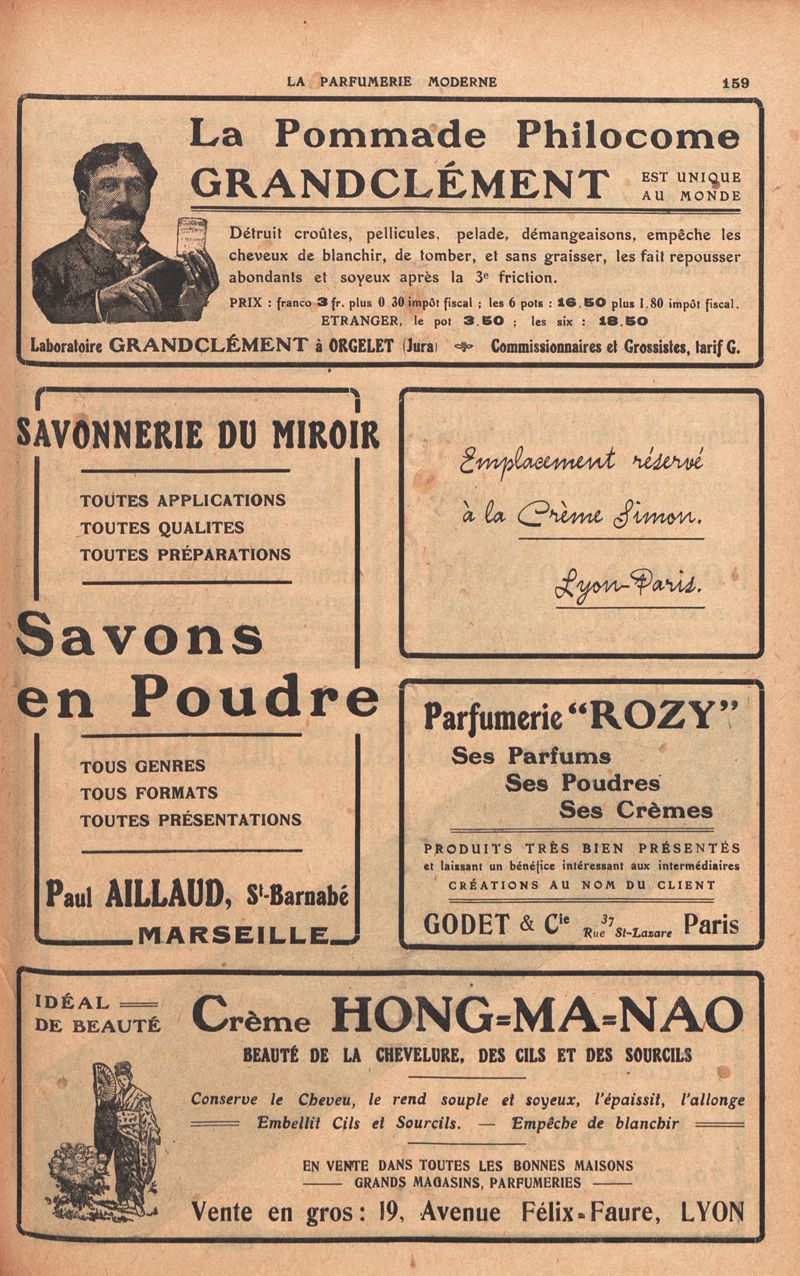 LA PARFUMERIE MODERNE
159
La Pommade Philocome
GRANDCLÉMENT
EST UNIQUE
AU MONDE
Détruit croûtes, pellicules, pelade, démangeaisons, empêche les
cheveux de blanchir, de tomber, et sans graisser, les fait repousser
abondants et soyeux après la 3e friction.
PRIX : franco 3 fr. plus 0.30 impôt fiscal ; les 6 pots : 16.50 plus 1.80 impôt fiscal.
ETRANGER, le pot 3.50 ; les six : 18.50
Laboratoire GRANDCLÉMENT à ORGELET (Jura) Commissionnaires et Grossistes, tarif G.
SAVONNERIE DU MIROIR
TOUTES APPLICATIONS
TOUTES QUALITES
TOUTES PRÉPARATIONS
Savons
en Poudre
TOUS GENRES
TOUS FORMATS
TOUTES PRÉSENTATIONS
Paul AILLAUD, St-Barnabé
MARSEILLE
Emplacement réservé
à la Crème Simon.
Lyon-Paris.
Parfumerie “ROZY”
Ses Parfums
Ses Poudres
Ses Crèmes
PRODUITS TRÈS BIEN PRÉSENTÉS
et laissant un bénéfice intéressant aux intermédiaires
CRÉATIONS AU NOM DU CLIENT
GODET & Cie 37 Rue St-Lazare Paris
IDÉAL
DE BEAUTÉ
Crème HONG=MA=NAO
BEAUTÉ DE LA CHEVELURE, DES CILS ET DES SOURCILS
Conserve le Cheveu, le rend souple et soyeux, l'épaissit, l'allonge
Embellit Cils et Sourcils. — Empêche de blanchir
EN VENTE DANS TOUTES LES BONNES MAISONS
GRANDS MAGASINS, PARFUMERIES
Vente en gros : 19, Avenue Félix-Faure, LYON